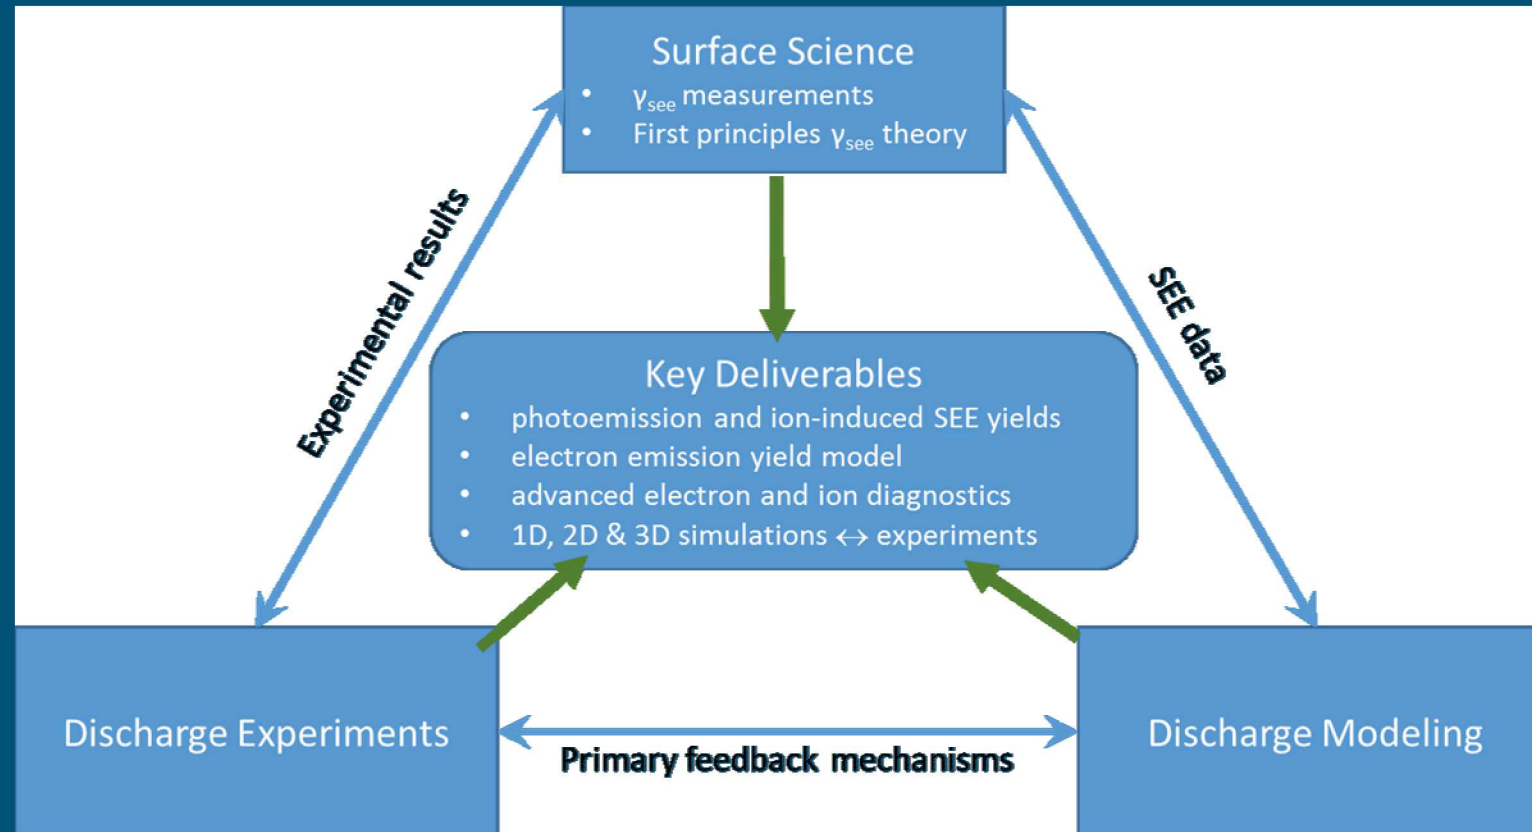 Surface Science
• γsee measurements
• First principles γsee theory
Experimental results
SEE data
Key Deliverables
• photoemission and ion-induced SEE yields
• electron emission yield model
• advanced electron and ion diagnostics
• 1D, 2D & 3D simulations ↔ experiments
Discharge Experiments
Primary feedback mechanisms
Discharge Modeling